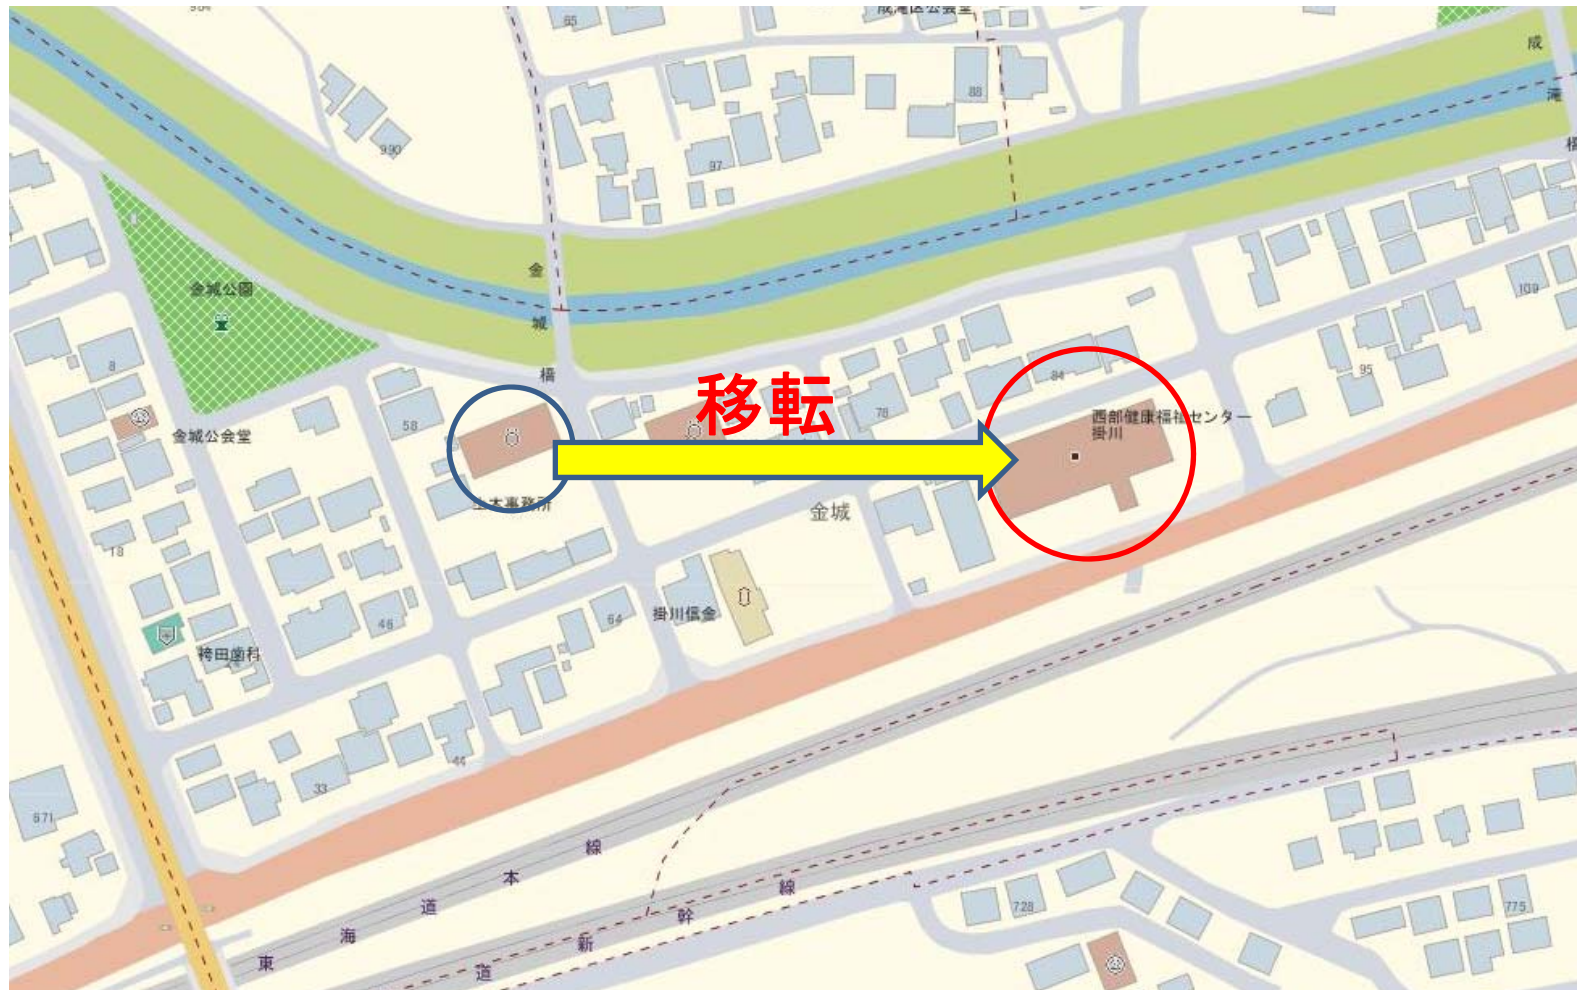 成滝区公会堂
65
成
滝
橋
88
990
97
金城公園
金
城
橋
109
8
移転
84
95
58
78
西部健康福祉センター
掛川
金城公会堂
土木事務所
金城
18
46
64
掛川信金
袴田歯科
44
33
671
東海道本線
道新幹線
728
775